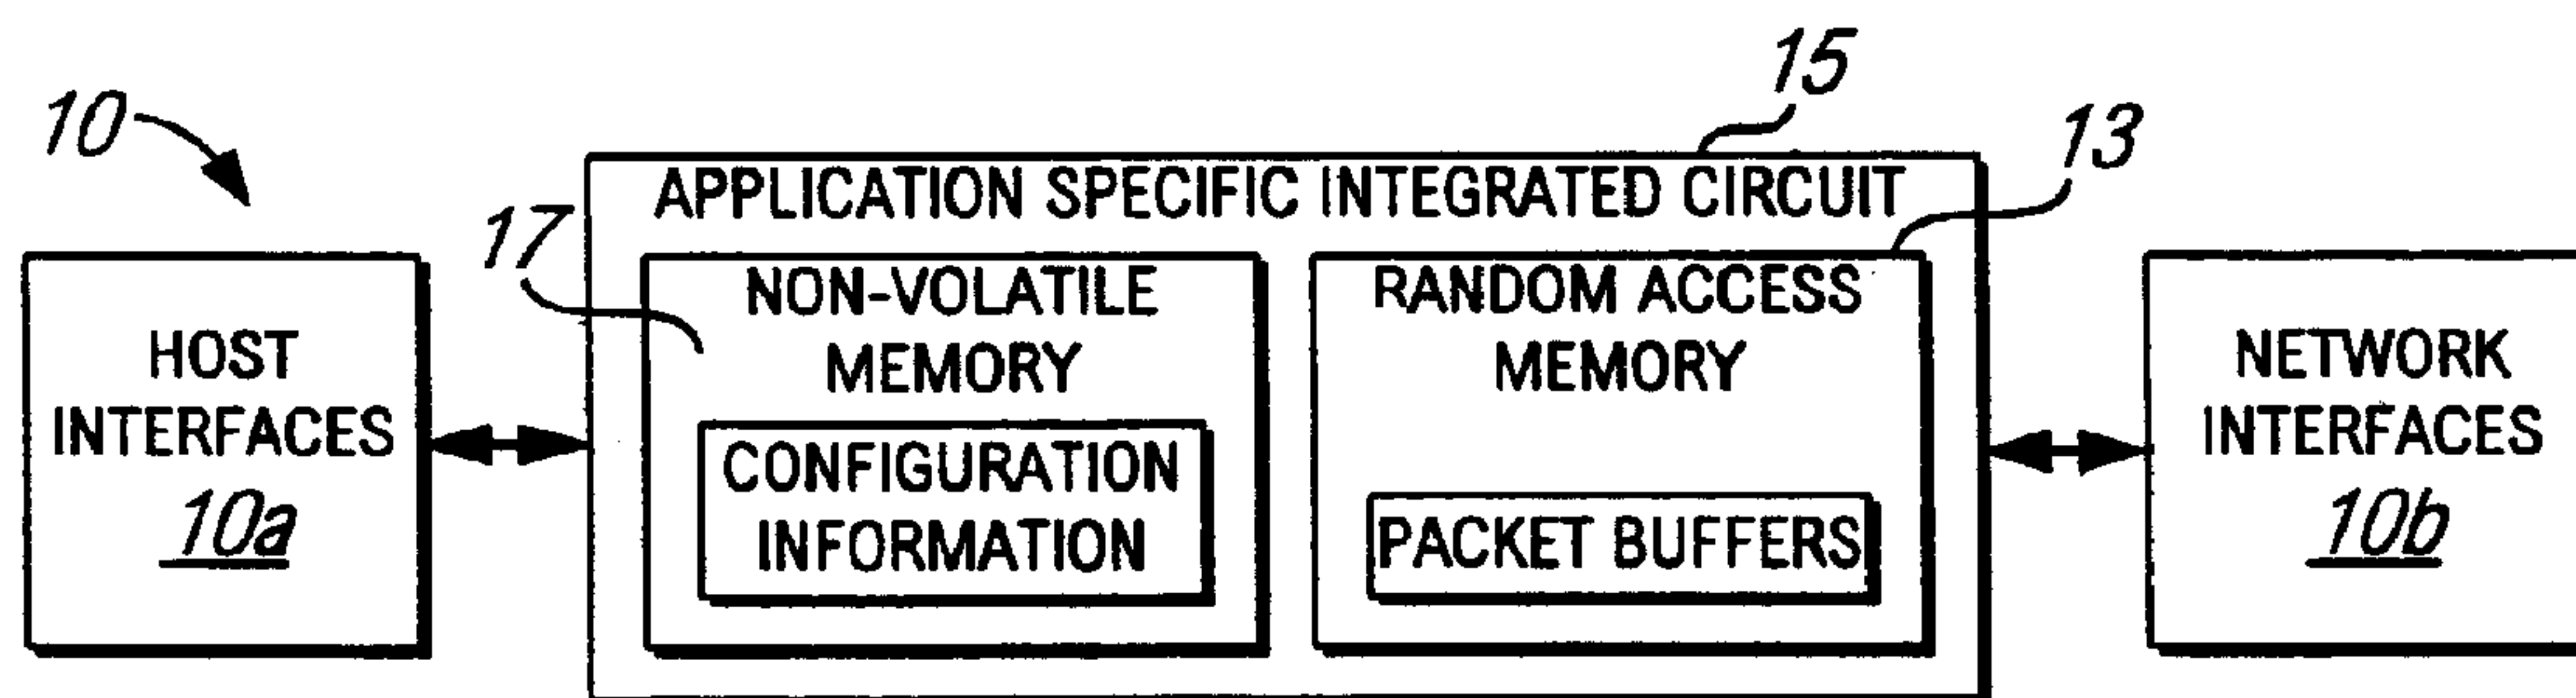 15
10
13
APPLICATION SPECIFIC INTEGRATED CIRCUIT
17
HOST
INTERFACES
10a
NON-VOLATILE
MEMORY
CONFIGURATION
INFORMATION
RANDOM ACCESS
MEMORY
PACKET BUFFERS
NETWORK
INTERFACES
10b